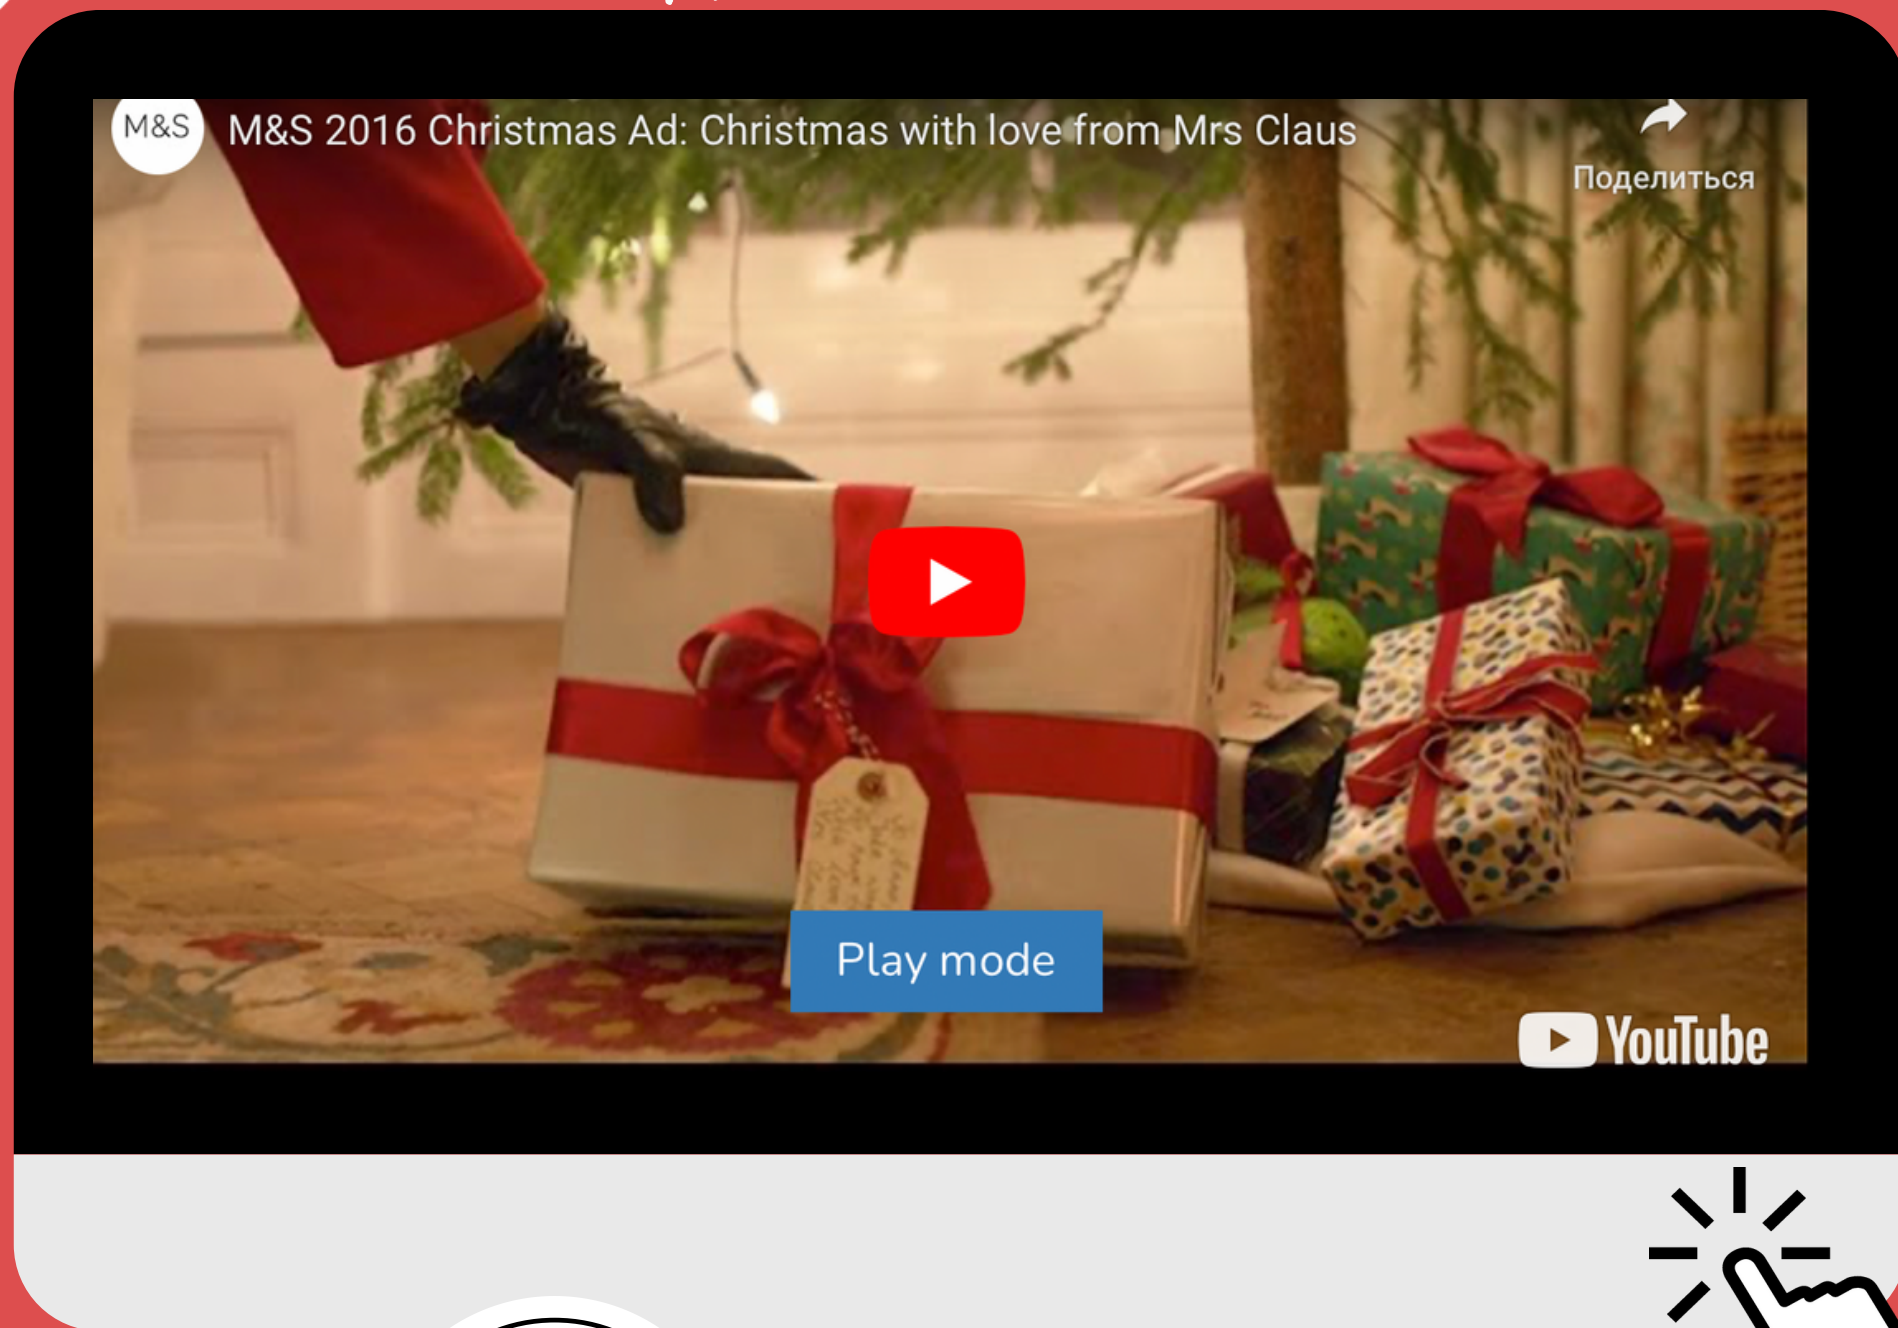 M&S
M&S 2016 Christmas Ad: Christmas with love from Mrs Claus
Поделиться
Play mode
YouTube